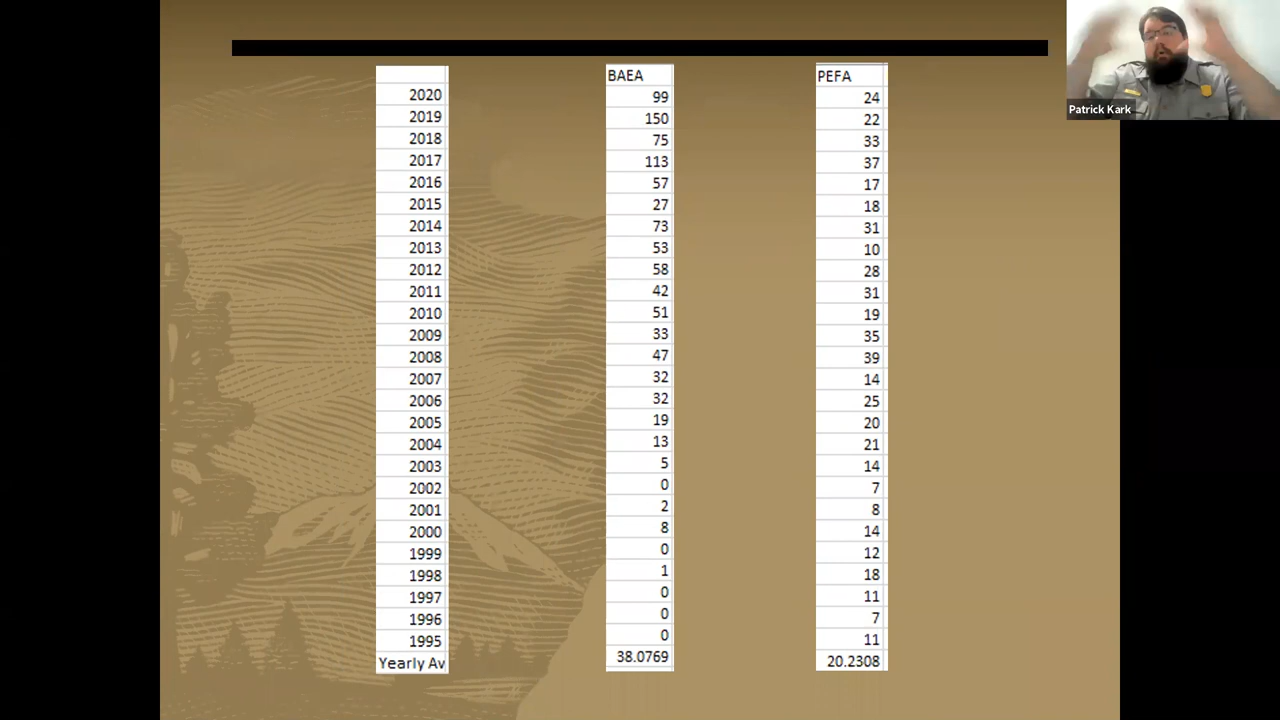 BAEA PEFA
2020 99 24
2019 150 22
2018 75 33
2017 113 37
2016 57 17
2015 27 18
2014 73 31
2013 53 10
2012 58 28
2011 42 31
2010 51 19
2009 33 35
2008 47 39
2007 32 14
2006 32 25
2005 19 20
2004 13 21
2003 5 14
2002 0 7
2001 2 8
2000 8 14
1999 0 12
1998 1 18
1997 0 11
1996 0 7
1995 0 11
Yearly Av 38.0769 20.2308
Patrick Kark